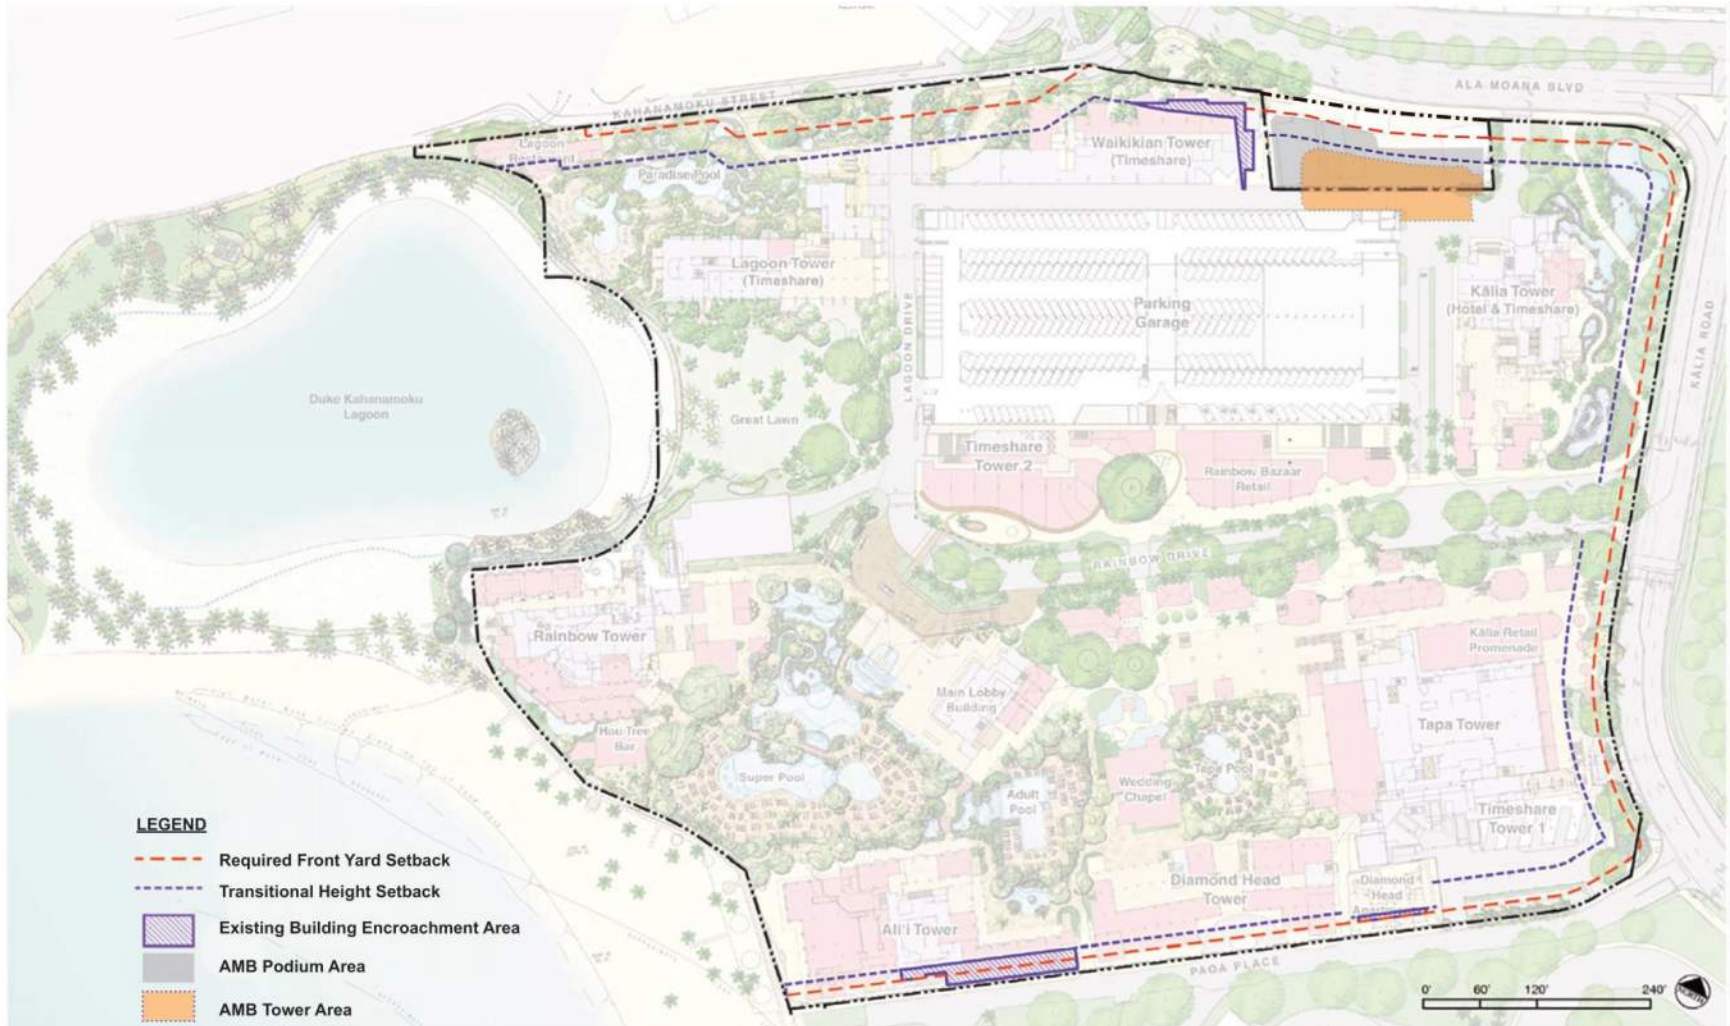 ALA MOANA BLVD
KAHANAMOKU STREET
Lagoon
Restaurant
Paradise Pool
Waikikian Tower
(Timeshare)
Lagoon Tower
(Timeshare)
LAGOON DRIVE
Parking
Garage
Kālia Tower
(Hotel & Timeshare)
KĀLIA ROAD
Duke Kahanamoku
Lagoon
Great Lawn
Timeshare
Tower 2
Rainbow Bazaar
Retail
RAINBOW DRIVE
Rainbow Tower
Kālia Retail
Promenade
Main Lobby
Building
Tapa Tower
Hau Tree
Bar
Super Pool
Adult
Pool
Wedding
Chapel
Tapa Pool
Timeshare
Tower 1
Diamond Head
Tower
Diamond
Head
Ali'i Tower
PAOA PLACE
LEGEND
Required Front Yard Setback
Transitional Height Setback
Existing Building Encroachment Area
AMB Podium Area
AMB Tower Area
0' 60' 120' 240'
NORTH